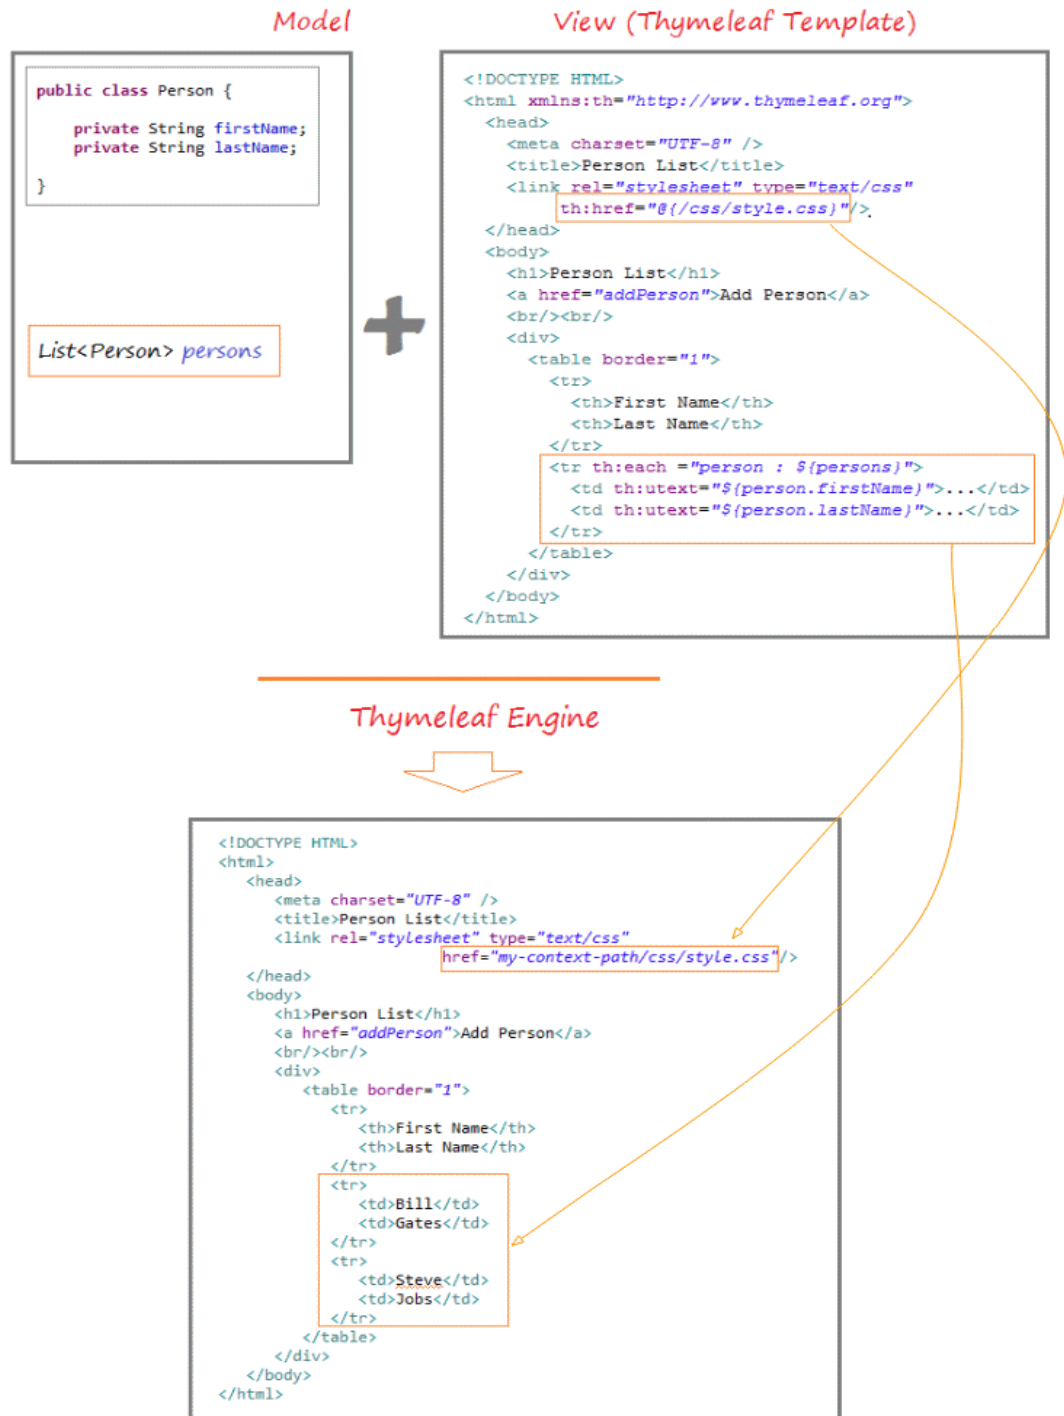 Model
public class Person {
private String firstName;
private String lastName;
}
List<Person> persons
View (Thymeleaf Template)
<!DOCTYPE HTML>
<html xmlns:th="http://www.thymeleaf.org">
<head>
<meta charset="UTF-8" />
<title>Person List</title>
<link rel="stylesheet" type="text/css"
th:href="@{/css/style.css}"/>
</head>
<body>
<h1>Person List</h1>
<a href="addPerson">Add Person</a>
<br/><br/>
<div>
<table border="1">
<tr>
<th>First Name</th>
<th>Last Name</th>
</tr>
<tr th:each ="person : ${persons}">
<td th:utext="${person.firstName}">...</td>
<td th:utext="${person.lastName}">...</td>
</tr>
</table>
</div>
</body>
</html>
Thymeleaf Engine
<!DOCTYPE HTML>
<html>
<head>
<meta charset="UTF-8" />
<title>Person List</title>
<link rel="stylesheet" type="text/css"
href="my-context-path/css/style.css"/>
</head>
<body>
<h1>Person List</h1>
<a href="addPerson">Add Person</a>
<br/><br/>
<div>
<table border="1">
<tr>
<th>First Name</th>
<th>Last Name</th>
</tr>
<tr>
<td>Bill</td>
<td>Gates</td>
</tr>
<tr>
<td>Steve</td>
<td>Jobs</td>
</tr>
</table>
</div>
</body>
</html>